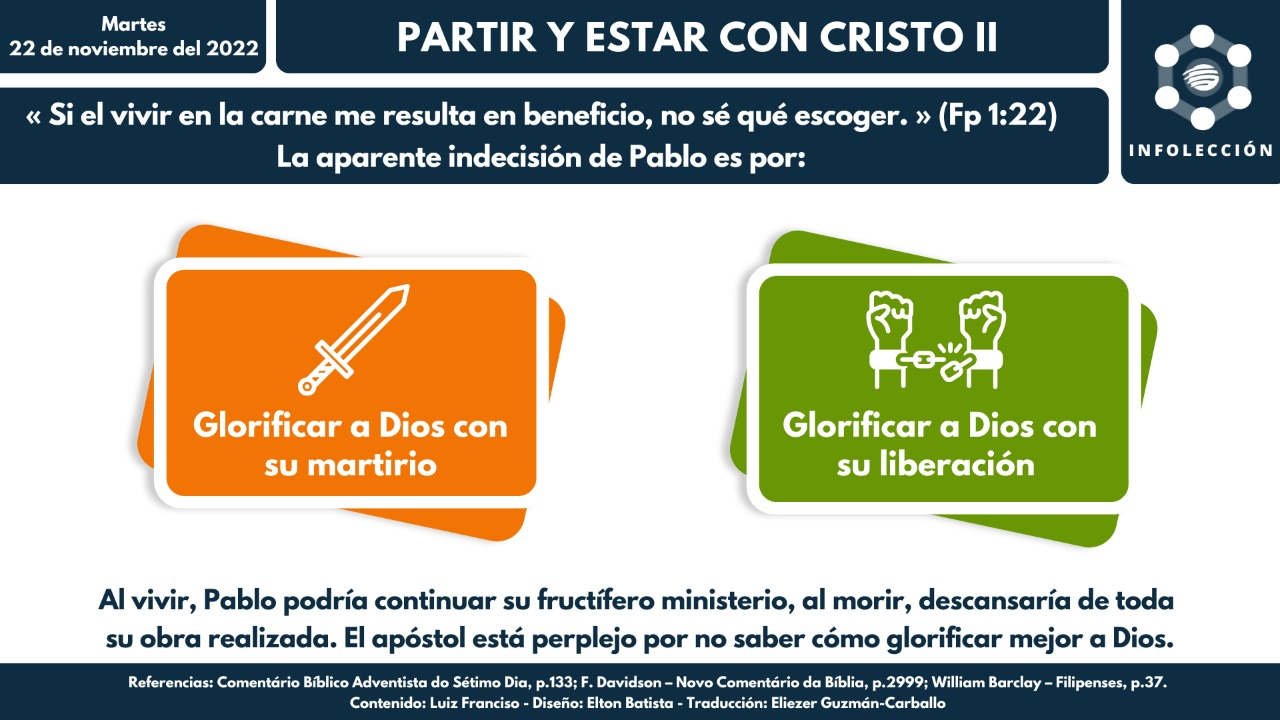 Martes
22 de noviembre del 2022
PARTIR Y ESTAR CON CRISTO II
INFOLECCIÓN
« Si el vivir en la carne me resulta en beneficio, no sé qué escoger. » (Fp 1:22)
La aparente indecisión de Pablo es por:
Glorificar a Dios con
su martirio
Glorificar a Dios con
su liberación
Al vivir, Pablo podría continuar su fructífero ministerio, al morir, descansaría de toda
su obra realizada. El apóstol está perplejo por no saber cómo glorificar mejor a Dios.
Referencias: Comentário Bíblico Adventista do Sétimo Dia, p.133; F. Davidson – Novo Comentário da Bíblia, p.2999; William Barclay – Filipenses, p.37.
Contenido: Luiz Franciso - Diseño: Elton Batista - Traducción: Eliezer Guzmán-Carballo